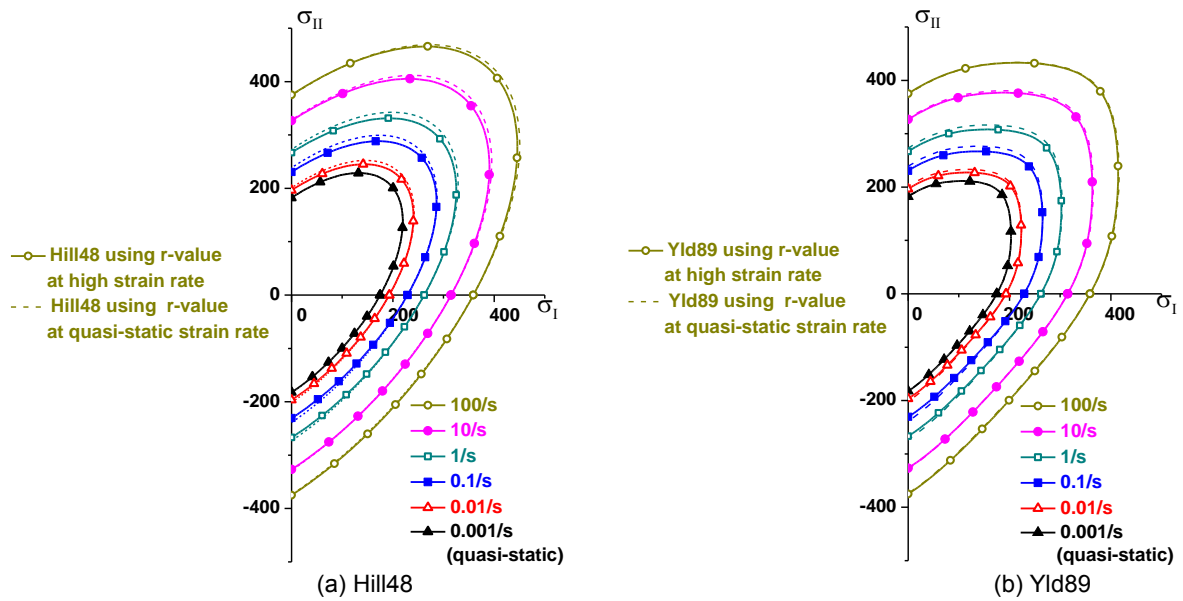 σII
400
200
0
-200
-400
0
200
400
σI
Hill48 using r-value
at high strain rate
Hill48 using r-value
at quasi-static strain rate
100/s
10/s
1/s
0.1/s
0.01/s
0.001/s
(quasi-static)
(a) Hill48
σII
400
200
0
-200
-400
0
200
400
σI
Yld89 using r-value
at high strain rate
Yld89 using r-value
at quasi-static strain rate
100/s
10/s
1/s
0.1/s
0.01/s
0.001/s
(quasi-static)
(b) Yld89